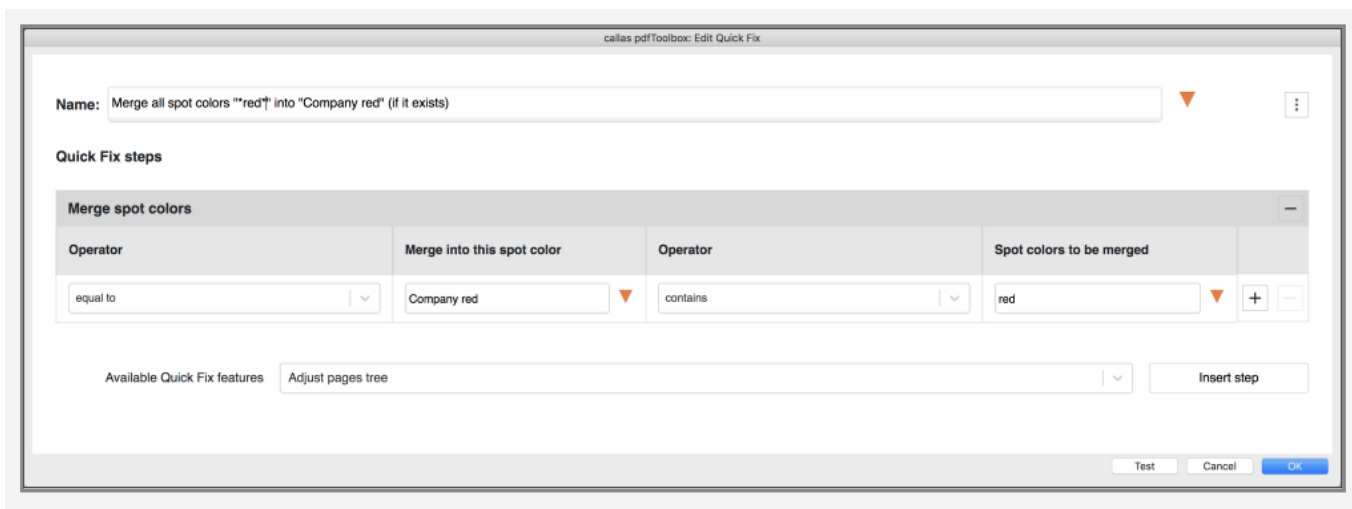 callas pdfToolbox: Edit Quick Fix
Name: Merge all spot colors "*red*" into "Company red" (if it exists)
Quick Fix steps
Merge spot colors
Operator Merge into this spot color Operator Spot colors to be merged
equal to Company red contains red
Available Quick Fix features Adjust pages tree Insert step
Test Cancel OK